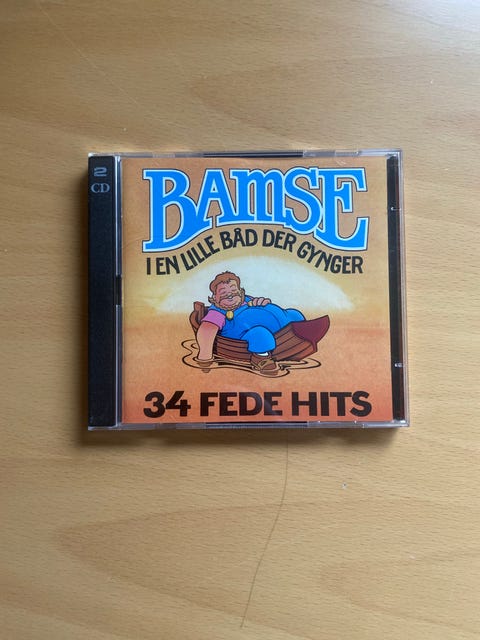 2
CD
BAMSE
I EN LILLE BÅD DER GYNGER
34 FEDE HITS